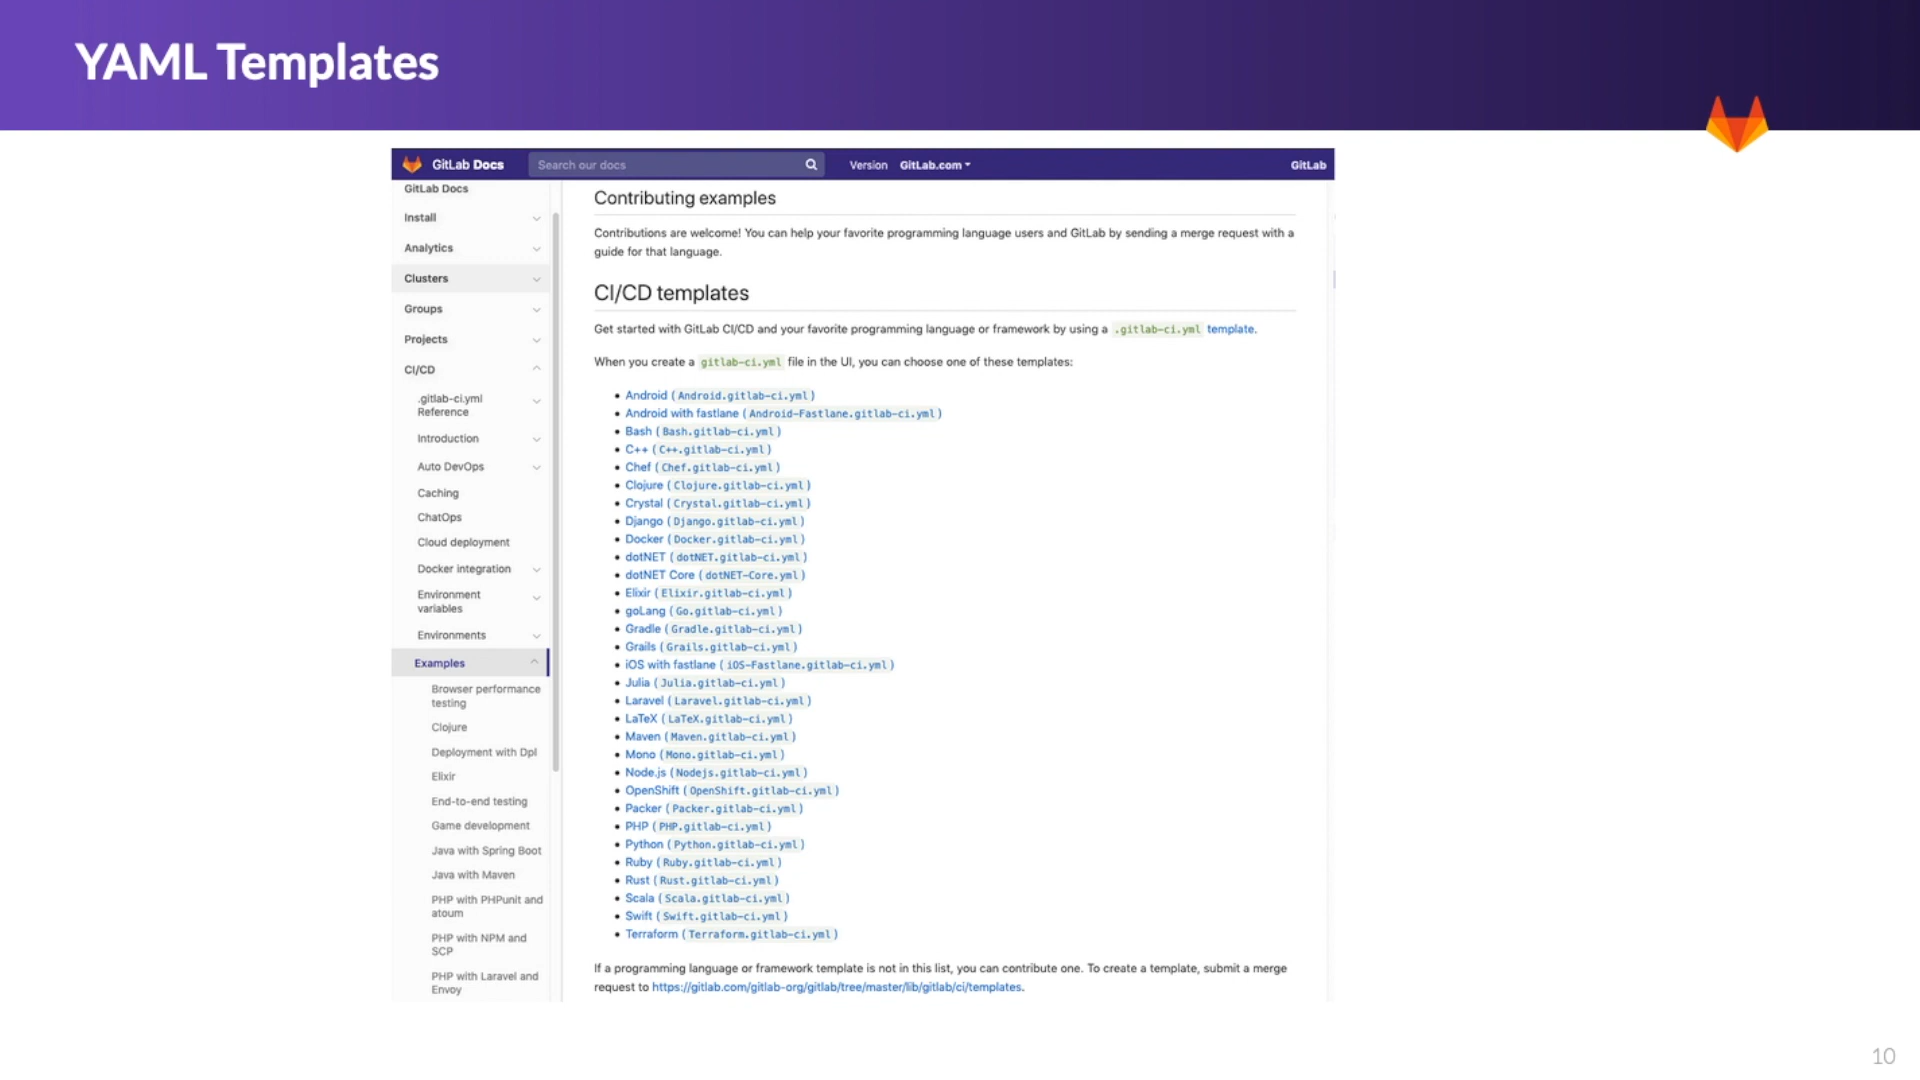 YAML Templates
GitLab Docs
Search our docs
Version GitLab.com
GitLab
GitLab Docs
Install
Analytics
Clusters
Groups
Projects
CI/CD
.gitlab-ci.yml
Reference
Introduction
Auto DevOps
Caching
ChatOps
Cloud deployment
Docker integration
Environment
variables
Environments
Examples
Browser performance
testing
Clojure
Deployment with Dpl
Elixir
End-to-end testing
Game development
Java with Spring Boot
Java with Maven
PHP with PHPunit and
atoum
PHP with NPM and
SCP
PHP with Laravel and
Envoy
Contributing examples
Contributions are welcome! You can help your favorite programming language users and GitLab by sending a merge request with a
guide for that language.
CI/CD templates
Get started with GitLab CI/CD and your favorite programming language or framework by using a .gitlab-ci.yml template.
When you create a gitlab-ci.yml file in the UI, you can choose one of these templates:
• Android (Android.gitlab-ci.yml)
• Android with fastlane (Android-Fastlane.gitlab-ci.yml)
• Bash (Bash.gitlab-ci.yml)
• C++ (C++.gitlab-ci.yml)
• Chef (Chef.gitlab-ci.yml)
• Clojure (Clojure.gitlab-ci.yml)
• Crystal (Crystal.gitlab-ci.yml)
• Django (Django.gitlab-ci.yml)
• Docker (Docker.gitlab-ci.yml)
• dotNET (dotNET.gitlab-ci.yml)
• dotNET Core (dotNET-Core.yml)
• Elixir (Elixir.gitlab-ci.yml)
• goLang (Go.gitlab-ci.yml)
• Gradle (Gradle.gitlab-ci.yml)
• Grails (Grails.gitlab-ci.yml)
• iOS with fastlane (iOS-Fastlane.gitlab-ci.yml)
• Julia (Julia.gitlab-ci.yml)
• Laravel (Laravel.gitlab-ci.yml)
• LaTeX (LaTeX.gitlab-ci.yml)
• Maven (Maven.gitlab-ci.yml)
• Mono (Mono.gitlab-ci.yml)
• Node.js (Nodejs.gitlab-ci.yml)
• OpenShift (OpenShift.gitlab-ci.yml)
• Packer (Packer.gitlab-ci.yml)
• PHP (PHP.gitlab-ci.yml)
• Python (Python.gitlab-ci.yml)
• Ruby (Ruby.gitlab-ci.yml)
• Rust (Rust.gitlab-ci.yml)
• Scala (Scala.gitlab-ci.yml)
• Swift (Swift.gitlab-ci.yml)
• Terraform (Terraform.gitlab-ci.yml)
If a programming language or framework template is not in this list, you can contribute one. To create a template, submit a merge
request to https://gitlab.com/gitlab-org/gitlab/tree/master/lib/gitlab/ci/templates.
10